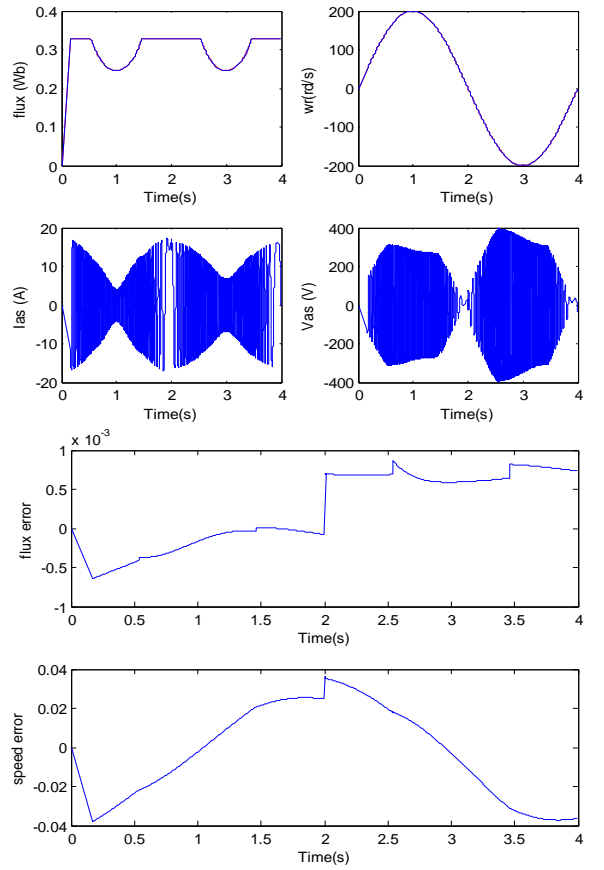 flux (Wb)
0.4
0.3
0.2
0.1
0
0 1 2 3 4
Time(s)
wr(rd/s)
200
100
0
-100
-200
0 1 2 3 4
Time(s)
Ias (A)
20
10
0
-10
-20
0 1 2 3 4
Time(s)
Vas (V)
400
200
0
-200
-400
0 1 2 3 4
Time(s)
x 10-3
flux error
1
0.5
0
-0.5
-1
0 0.5 1 1.5 2 2.5 3 3.5 4
Time(s)
speed error
0.04
0.02
0
-0.02
-0.04
0 0.5 1 1.5 2 2.5 3 3.5 4
Time(s)